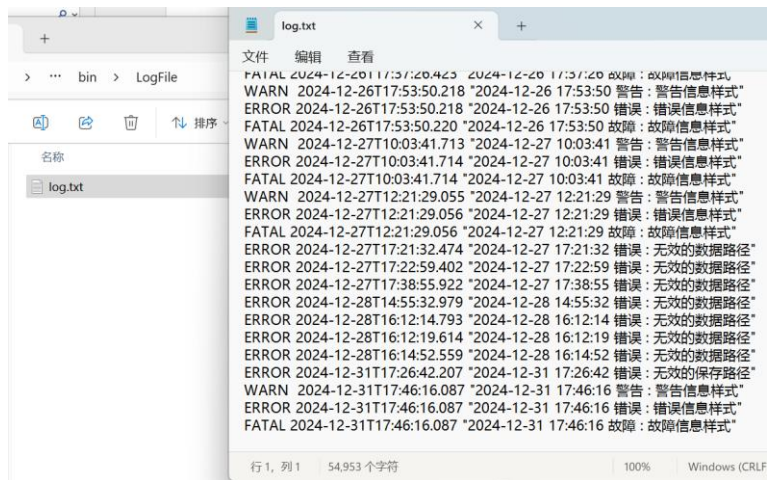 log.txt
文件 编辑 查看
bin > LogFile
排序
名称
log.txt
FATAL 2024-12-26T17:37:26.423 "2024-12-26 17:37:26 故障 : 故障信息样式"
WARN 2024-12-26T17:53:50.218 "2024-12-26 17:53:50 警告 : 警告信息样式"
ERROR 2024-12-26T17:53:50.218 "2024-12-26 17:53:50 错误 : 错误信息样式"
FATAL 2024-12-26T17:53:50.220 "2024-12-26 17:53:50 故障 : 故障信息样式"
WARN 2024-12-27T10:03:41.713 "2024-12-27 10:03:41 警告 : 警告信息样式"
ERROR 2024-12-27T10:03:41.714 "2024-12-27 10:03:41 错误 : 错误信息样式"
FATAL 2024-12-27T10:03:41.714 "2024-12-27 10:03:41 故障 : 故障信息样式"
WARN 2024-12-27T12:21:29.055 "2024-12-27 12:21:29 警告 : 警告信息样式"
ERROR 2024-12-27T12:21:29.056 "2024-12-27 12:21:29 错误 : 错误信息样式"
FATAL 2024-12-27T12:21:29.056 "2024-12-27 12:21:29 故障 : 故障信息样式"
ERROR 2024-12-27T17:21:32.474 "2024-12-27 17:21:32 错误 : 无效的数据路径"
ERROR 2024-12-27T17:22:59.402 "2024-12-27 17:22:59 错误 : 无效的数据路径"
ERROR 2024-12-27T17:38:55.922 "2024-12-27 17:38:55 错误 : 无效的数据路径"
ERROR 2024-12-28T14:55:32.979 "2024-12-28 14:55:32 错误 : 无效的数据路径"
ERROR 2024-12-28T16:12:14.793 "2024-12-28 16:12:14 错误 : 无效的数据路径"
ERROR 2024-12-28T16:12:19.614 "2024-12-28 16:12:19 错误 : 无效的数据路径"
ERROR 2024-12-28T16:14:52.559 "2024-12-28 16:14:52 错误 : 无效的数据路径"
ERROR 2024-12-31T17:26:42.207 "2024-12-31 17:26:42 错误 : 无效的保存路径"
WARN 2024-12-31T17:46:16.087 "2024-12-31 17:46:16 警告 : 警告信息样式"
ERROR 2024-12-31T17:46:16.087 "2024-12-31 17:46:16 错误 : 错误信息样式"
FATAL 2024-12-31T17:46:16.087 "2024-12-31 17:46:16 故障 : 故障信息样式"
行 1, 列 1 54,953 个字符 100% Windows (CRLF